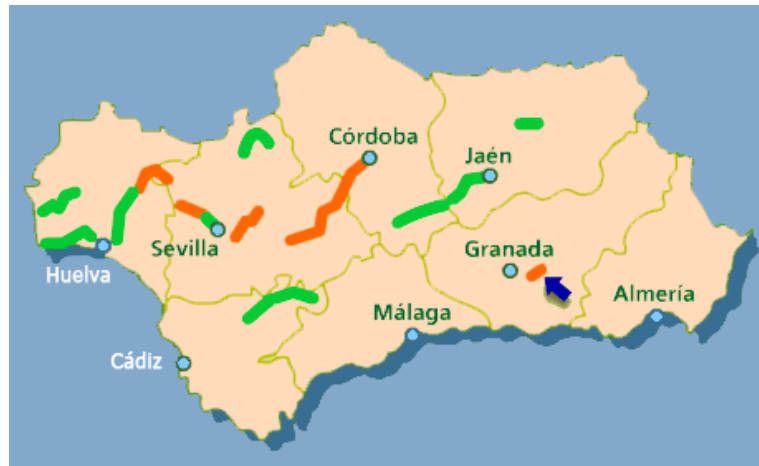 Córdoba
Jaén
Sevilla
Granada
Huelva
Almería
Málaga
Cádiz